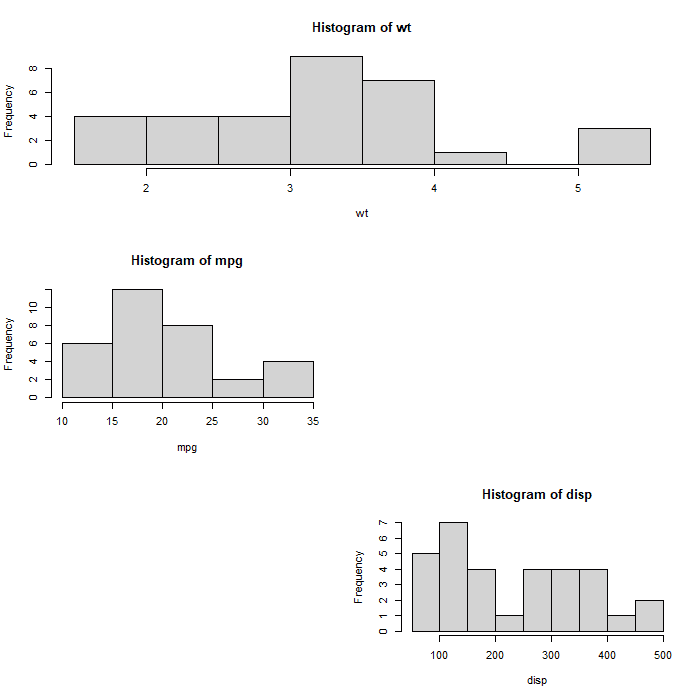 Histogram of wt
Frequency
8
6
4
2
0
2 3 4 5
wt
Histogram of mpg
Frequency
10
8
6
4
2
0
10 15 20 25 30 35
mpg
Histogram of disp
Frequency
7
6
5
4
3
2
1
0
100 200 300 400 500
disp